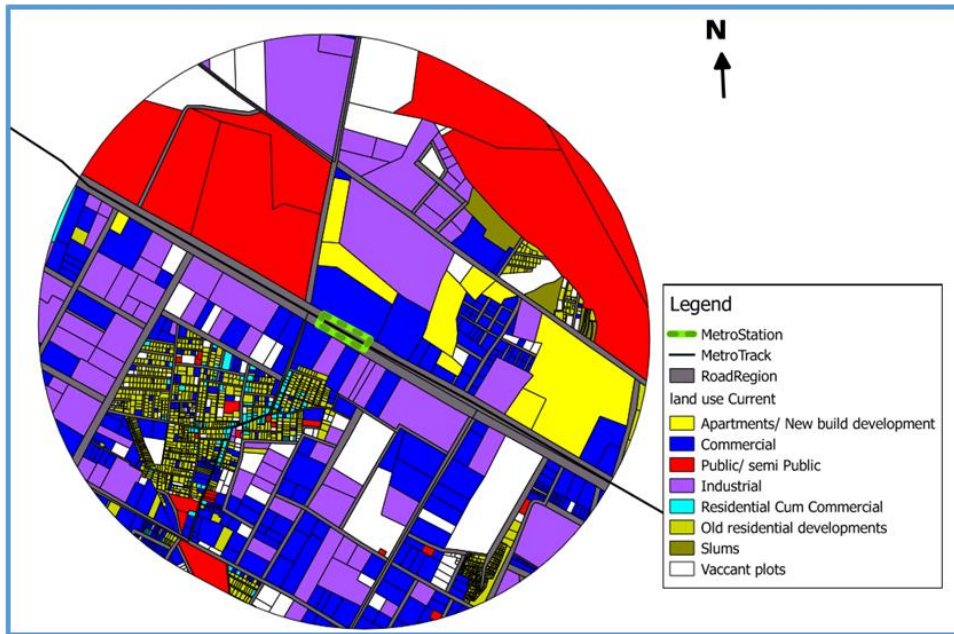 N
Legend
MetroStation
MetroTrack
RoadRegion
land use Current
Apartments/ New build development
Commercial
Public/ semi Public
Industrial
Residential Cum Commercial
Old residential developments
Slums
Vaccant plots